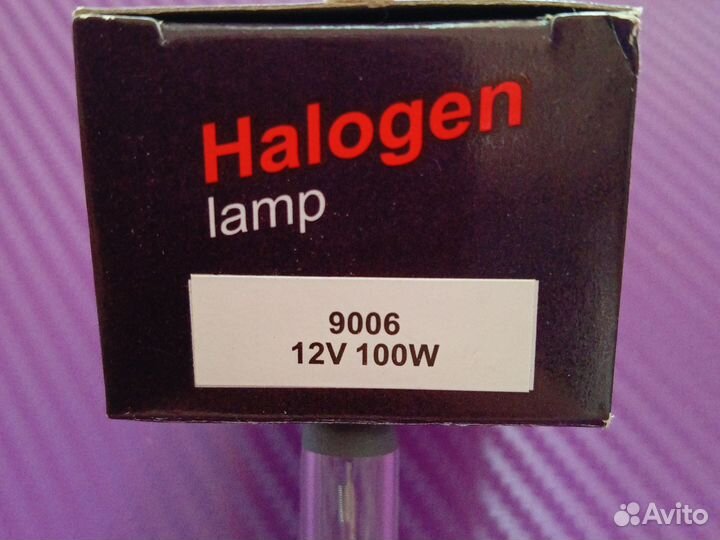 Halogen
lamp
9006
12V 100W
Avito